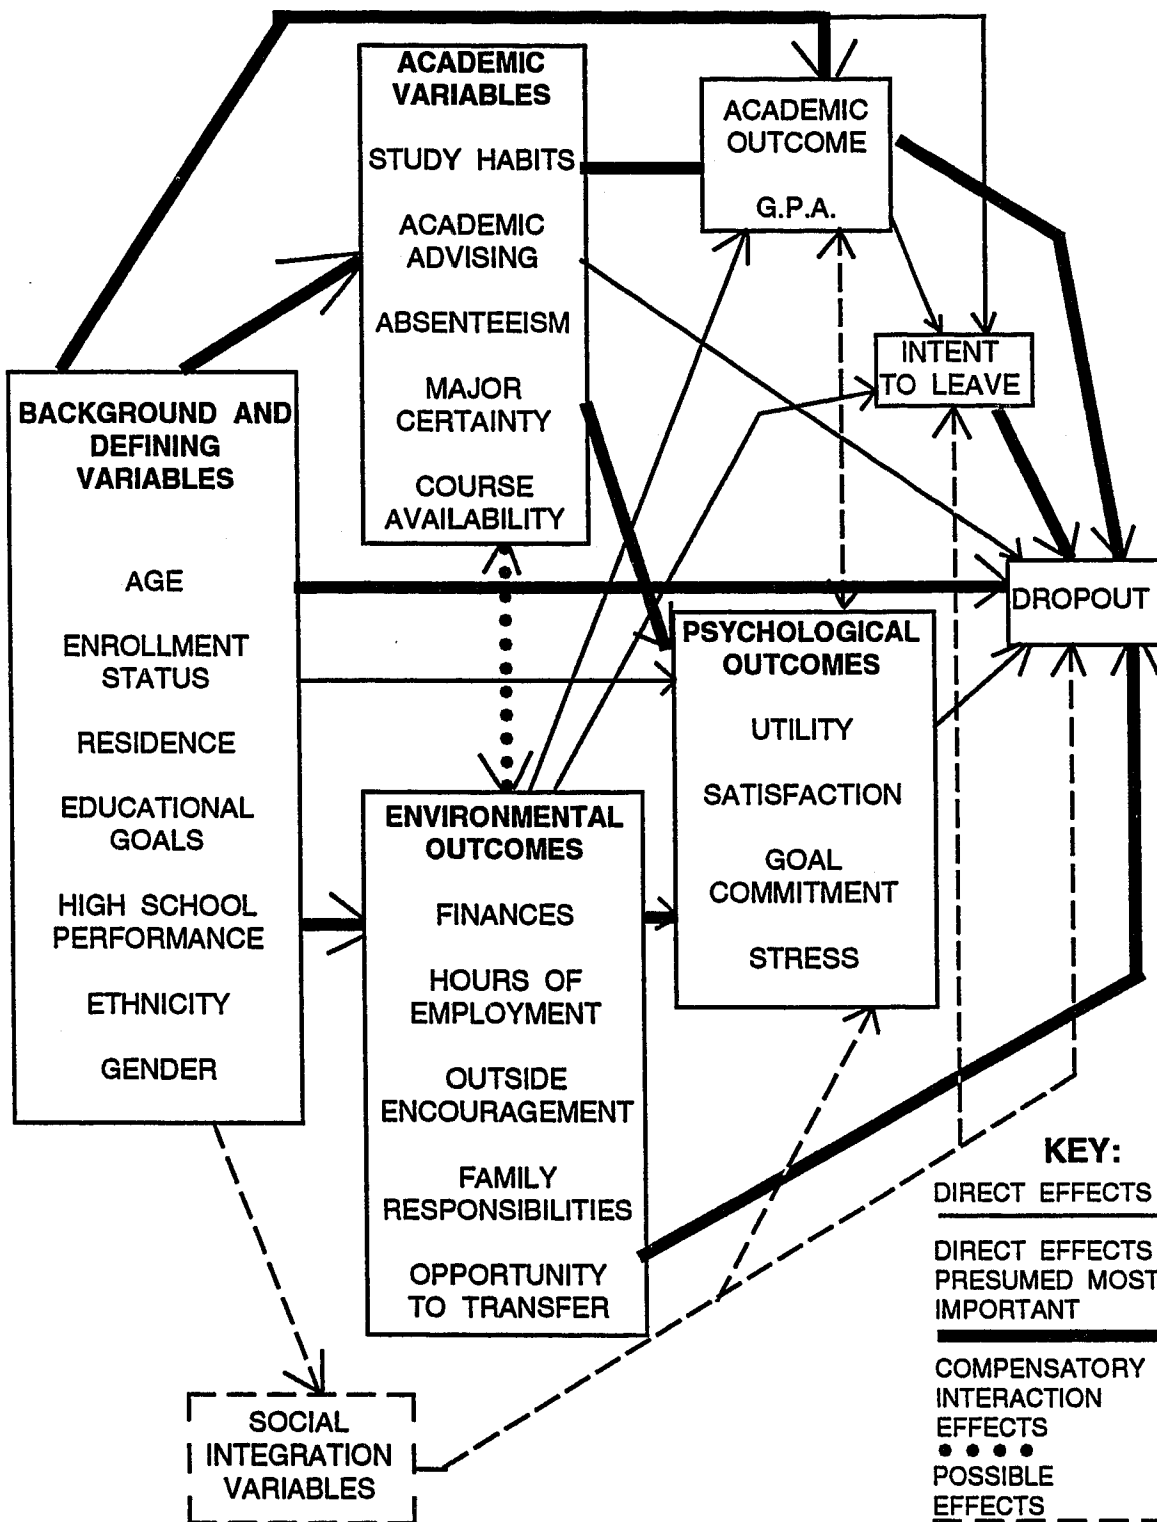 ACADEMIC
VARIABLES
STUDY HABITS
ACADEMIC
ADVISING
ABSENTEEISM
MAJOR
CERTAINTY
COURSE
AVAILABILITY
ACADEMIC
OUTCOME
G.P.A.
INTENT
TO LEAVE
BACKGROUND AND
DEFINING
VARIABLES
AGE
ENROLLMENT
STATUS
RESIDENCE
EDUCATIONAL
GOALS
HIGH SCHOOL
PERFORMANCE
ETHNICITY
GENDER
DROPOUT
PSYCHOLOGICAL
OUTCOMES
UTILITY
SATISFACTION
GOAL
COMMITMENT
STRESS
ENVIRONMENTAL
OUTCOMES
FINANCES
HOURS OF
EMPLOYMENT
OUTSIDE
ENCOURAGEMENT
FAMILY
RESPONSIBILITIES
OPPORTUNITY
TO TRANSFER
SOCIAL
INTEGRATION
VARIABLES
KEY:
DIRECT EFFECTS
DIRECT EFFECTS
PRESUMED MOST
IMPORTANT
COMPENSATORY
INTERACTION
EFFECTS
POSSIBLE
EFFECTS